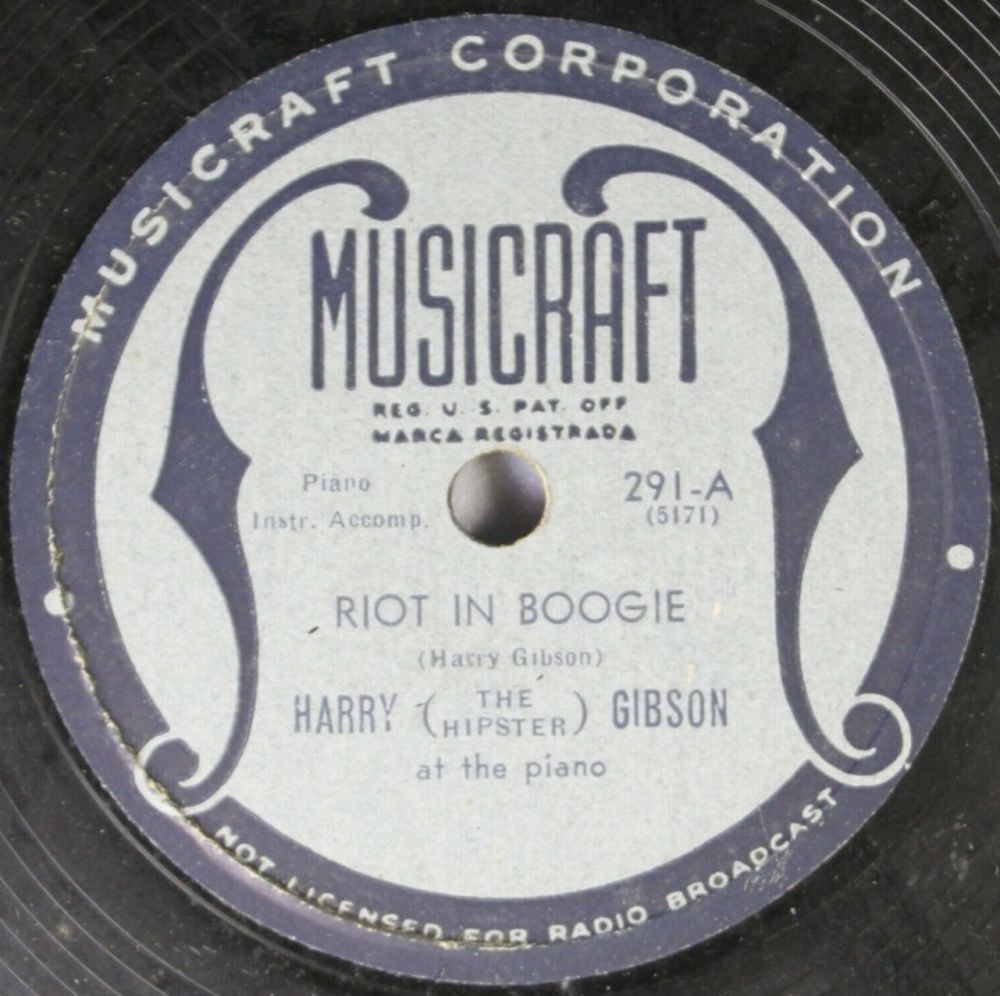 MUSICRAFT CORPORATION
MUSICRAFT
REG. U. S. PAT. OFF
MARCA REGISTRADA
Piano
Instr. Accomp.
291-A
(5171)
RIOT IN BOOGIE
(Harry Gibson)
HARRY (THE HIPSTER) GIBSON
at the piano
NOT LICENSED FOR RADIO BROADCAST